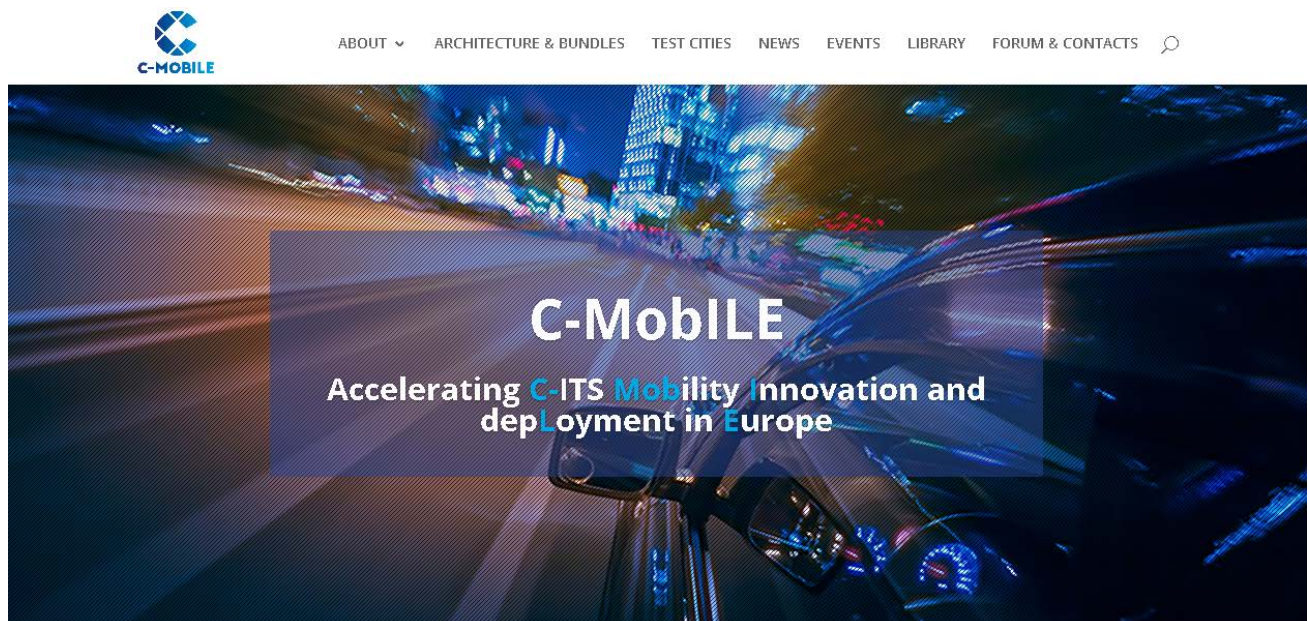 C-MOBILE
ABOUT
ARCHITECTURE & BUNDLES
TEST CITIES
NEWS
EVENTS
LIBRARY
FORUM & CONTACTS
C-MobILE
Accelerating C-ITS Mobility Innovation and
depLoyment in Europe